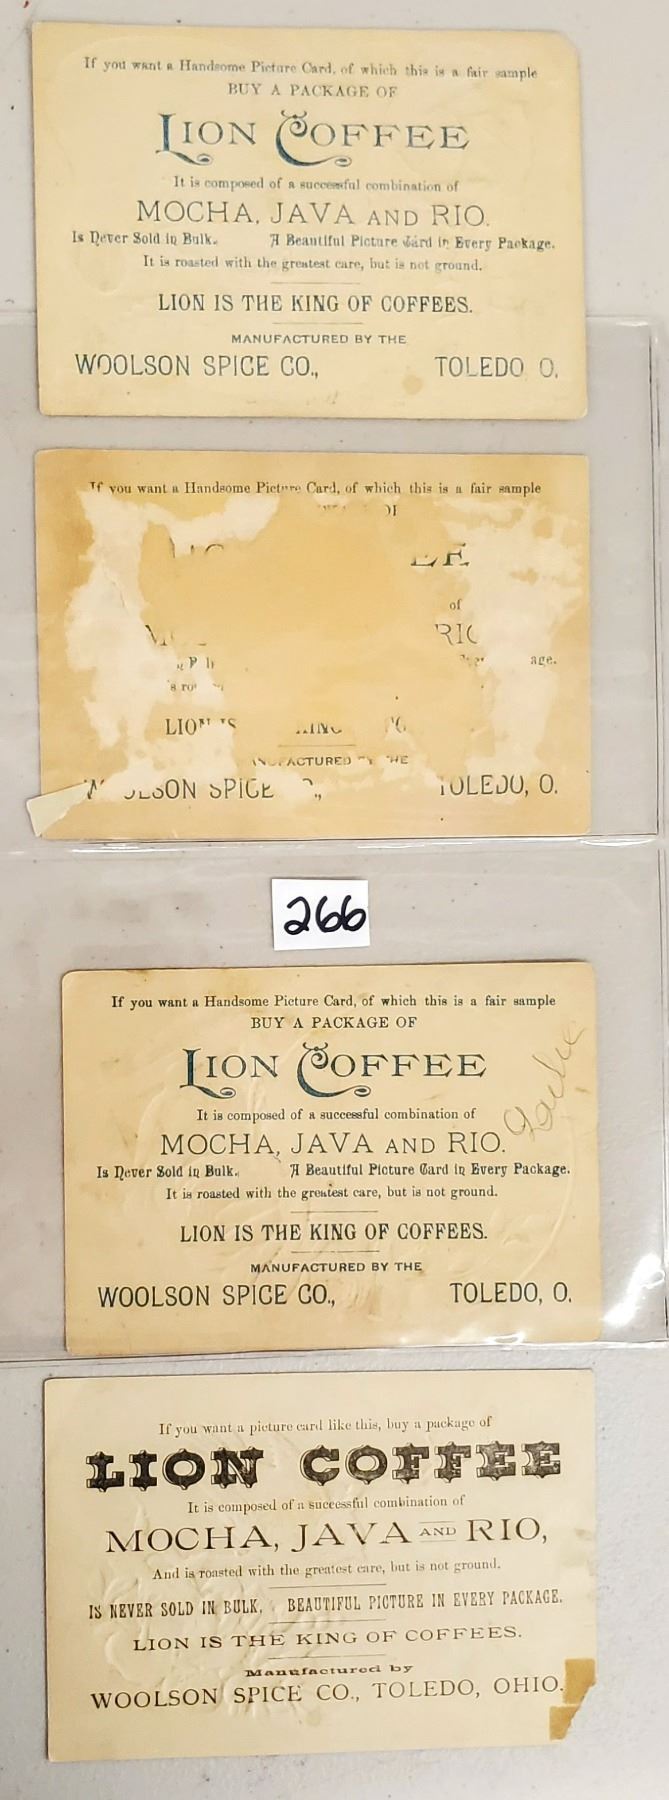 If you want a Handsome Picture Card, of which this is a fair sample
BUY A PACKAGE OF
LION COFFEE
It is composed of a successful combination of
MOCHA, JAVA AND RIO.
Is Never Sold in Bulk. A Beautiful Picture Card in Every Package.
It is roasted with the greatest care, but is not ground.
LION IS THE KING OF COFFEES.
MANUFACTURED BY THE
WOOLSON SPICE CO., TOLEDO O.
If you want a Handsome Picture Card, of which this is a fair sample
of
RIO
age.
LION IS
MANUFACTURED BY THE
WOOLSON SPICE CO., TOLEDO, O.
266
If you want a Handsome Picture Card, of which this is a fair sample
BUY A PACKAGE OF
LION COFFEE
It is composed of a successful combination of
MOCHA, JAVA AND RIO.
Is Never Sold in Bulk. A Beautiful Picture Card in Every Package.
It is roasted with the greatest care, but is not ground.
LION IS THE KING OF COFFEES.
MANUFACTURED BY THE
WOOLSON SPICE CO., TOLEDO, O.
If you want a picture card like this, buy a package of
LION COFFEE
It is composed of a successful combination of
MOCHA, JAVA AND RIO,
And is roasted with the greatest care, but is not ground.
IS NEVER SOLD IN BULK. BEAUTIFUL PICTURE IN EVERY PACKAGE.
LION IS THE KING OF COFFEES.
Manufactured by
WOOLSON SPICE CO., TOLEDO, OHIO.